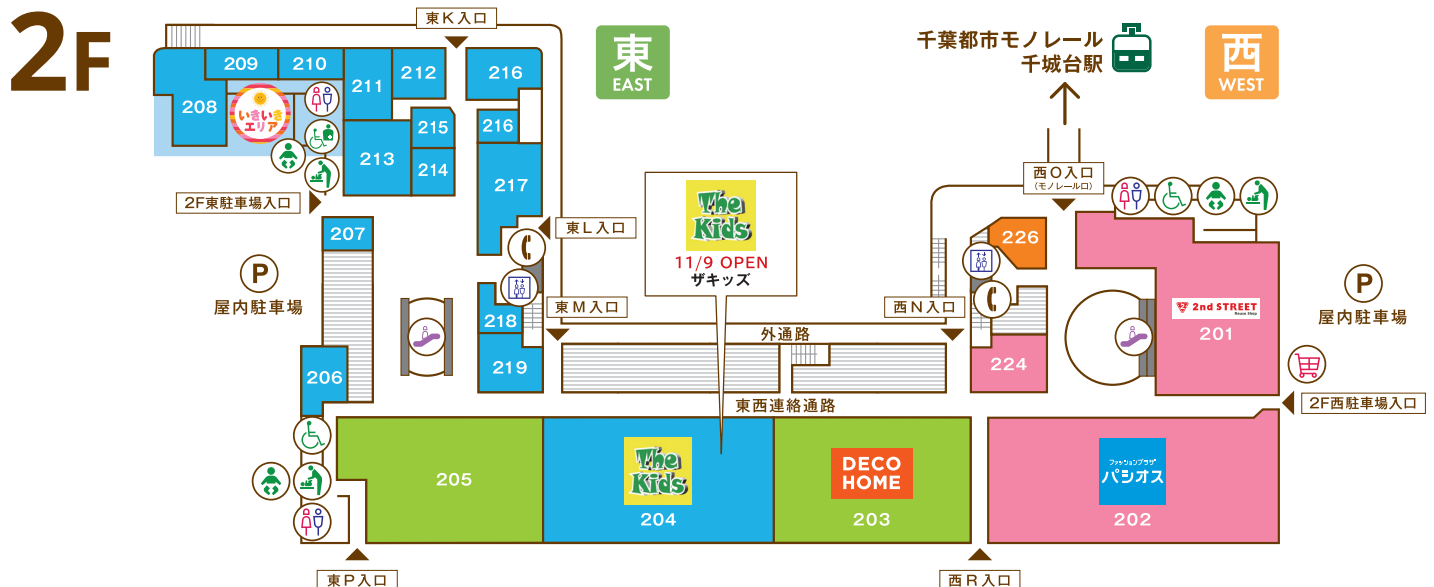 2F
東K入口
東
EAST
千葉都市モノレール
千城台駅
西
WEST
209
210
211
212
216
208
いきいき
エリア
215
216
213
214
217
西O入口
(モノレール口)
2F東駐車場入口
The
Kid's
11/9 OPEN
ザキッズ
207
東L入口
226
P
屋内駐車場
P
屋内駐車場
東M入口
西N入口
2nd STREET
Reuse Shop
201
218
外通路
219
224
206
東西連絡通路
2F西駐車場入口
205
The
Kid's
204
DECO
HOME
203
ファッションプラザ
パシオス
202
東P入口
西R入口